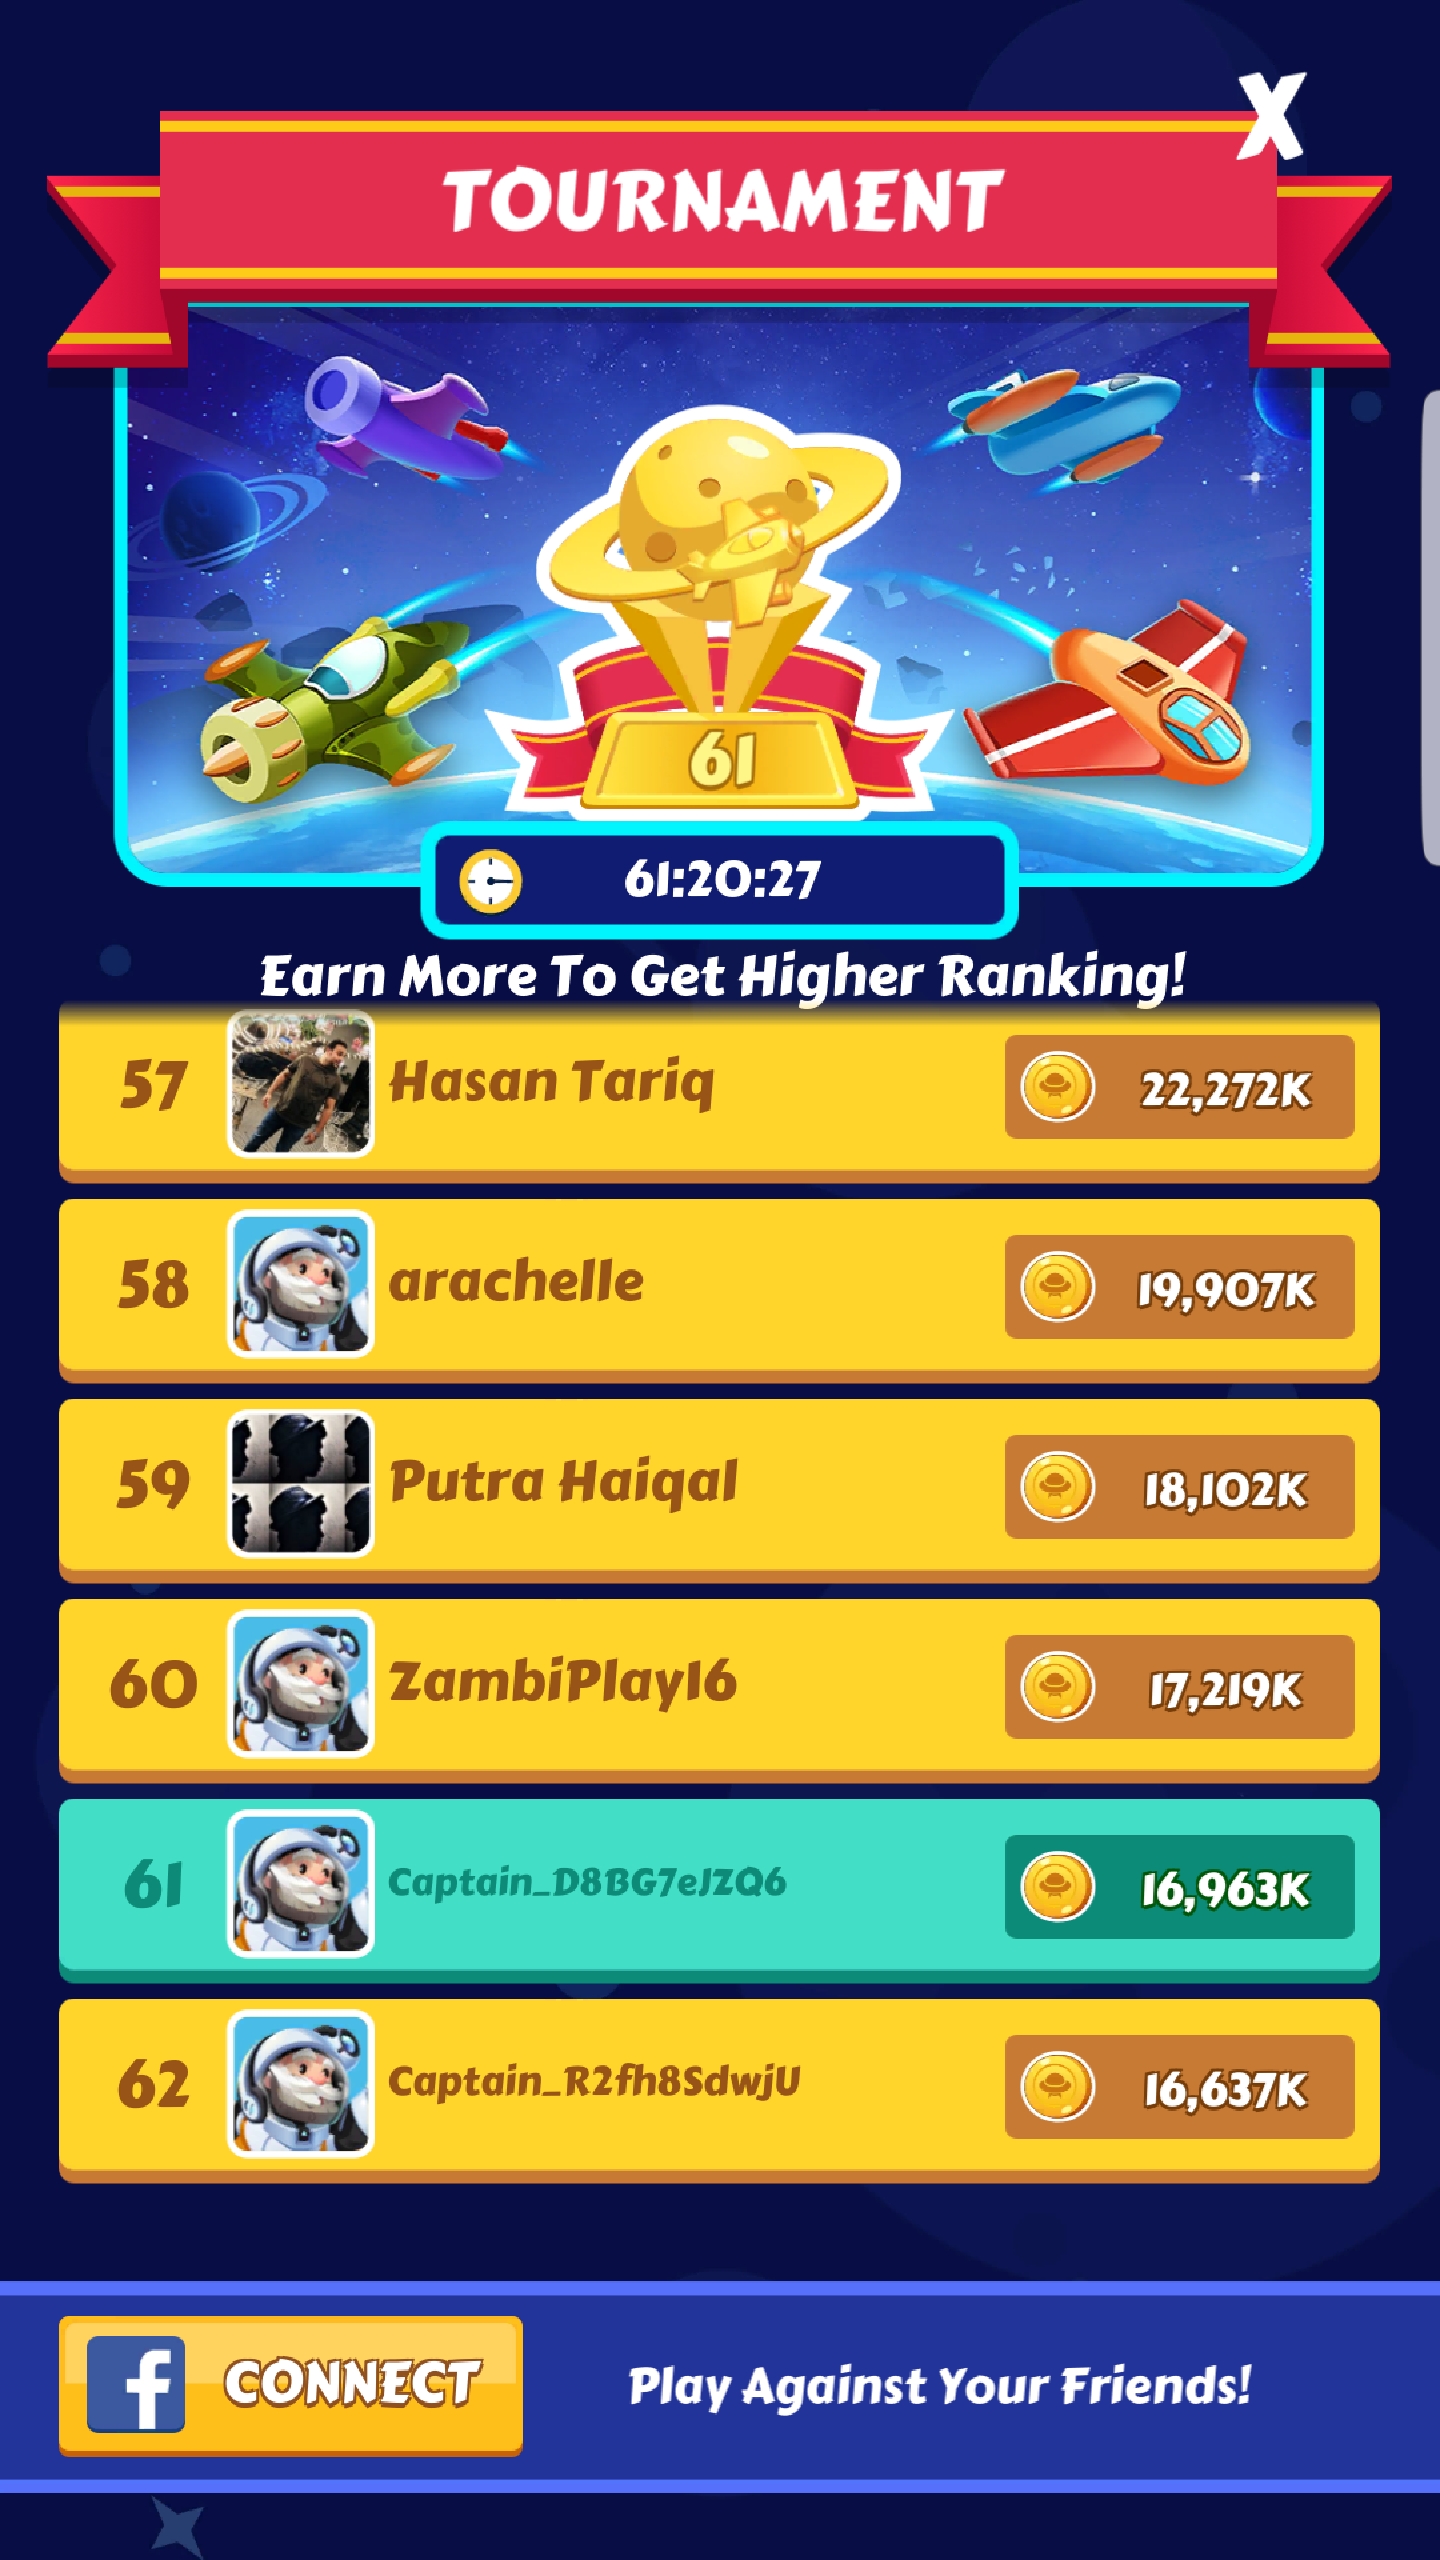 X
TOURNAMENT
61
61:20:27
Earn More To Get Higher Ranking!
57 Hasan Tariq 22,272K
58 arachelle 19,907K
59 Putra Haiqal 18,102K
60 ZambiPlay16 17,219K
61 Captain_D8BG7eJZQ6 16,963K
62 Captain_R2fh8SdwjU 16,637K
f CONNECT Play Against Your Friends!